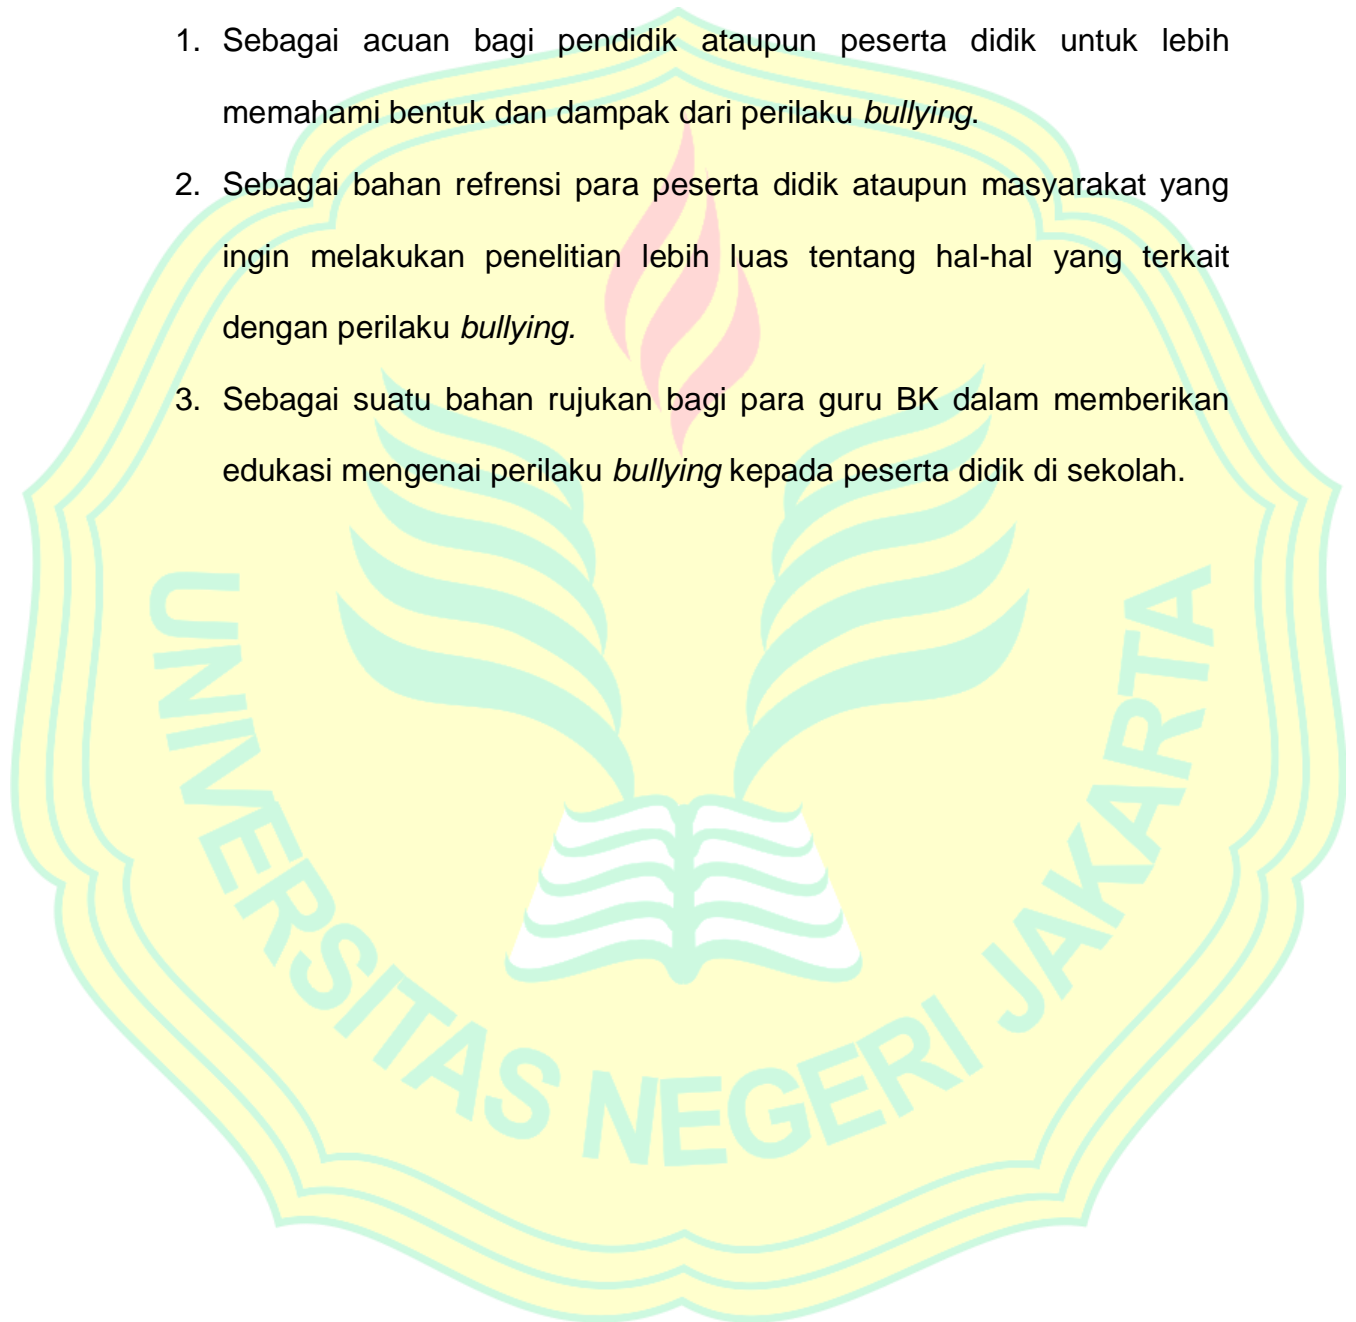 1. Sebagai acuan bagi pendidik ataupun peserta didik untuk lebih
memahami bentuk dan dampak dari perilaku bullying.
2. Sebagai bahan refrensi para peserta didik ataupun masyarakat yang
ingin melakukan penelitian lebih luas tentang hal-hal yang terkait
dengan perilaku bullying.
3. Sebagai suatu bahan rujukan bagi para guru BK dalam memberikan
edukasi mengenai perilaku bullying kepada peserta didik di sekolah.
UNIVERSITAS NEGERI JAKARTA